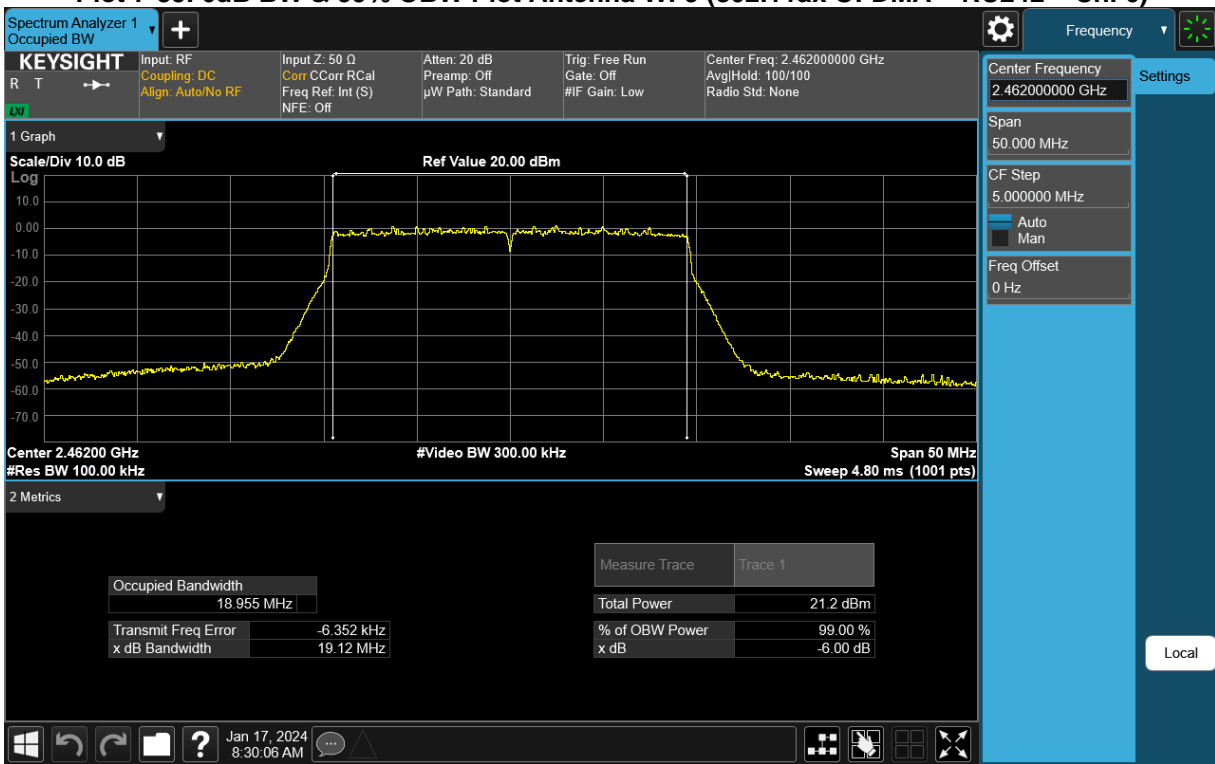 Spectrum Analyzer 1
Occupied BW
Frequency
KEYSIGHT
R T
LXI
Input: RF
Coupling: DC
Align: Auto/No RF
Input Z: 50 Ω
Corr CCorr RCal
Freq Ref: Int (S)
NFE: Off
Atten: 20 dB
Preamp: Off
µW Path: Standard
Trig: Free Run
Gate: Off
#IF Gain: Low
Center Freq: 2.462000000 GHz
Avg|Hold: 100/100
Radio Std: None
Center Frequency
2.462000000 GHz
Settings
Span
50.000 MHz
CF Step
5.000000 MHz
Auto
Man
Freq Offset
0 Hz
1 Graph
Scale/Div 10.0 dB
Ref Value 20.00 dBm
Log
10.0
0.00
-10.0
-20.0
-30.0
-40.0
-50.0
-60.0
-70.0
Center 2.46200 GHz
#Video BW 300.00 kHz
Span 50 MHz
#Res BW 100.00 kHz
Sweep 4.80 ms (1001 pts)
2 Metrics
Measure Trace
Trace 1
Occupied Bandwidth
18.955 MHz
Total Power
21.2 dBm
Transmit Freq Error
-6.352 kHz
% of OBW Power
99.00 %
x dB Bandwidth
19.12 MHz
x dB
-6.00 dB
Local
?
Jan 17, 2024
8:30:06 AM